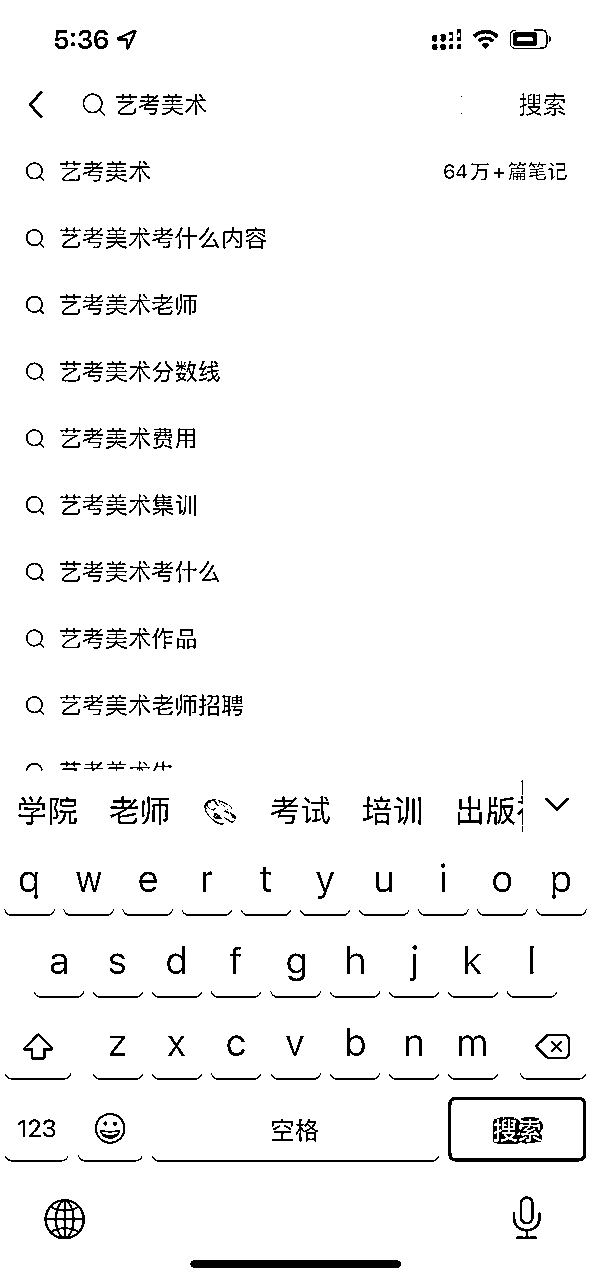 5:36
艺考美术 搜索
艺考美术 64万+篇笔记
艺考美术考什么内容
艺考美术老师
艺考美术分数线
艺考美术费用
艺考美术集训
艺考美术考什么
艺考美术作品
艺考美术老师招聘
艺考美术
学院 老师 考试 培训 出版
q w e r t y u i o p
a s d f g h j k l
z x c v b n m
123 空格 搜索